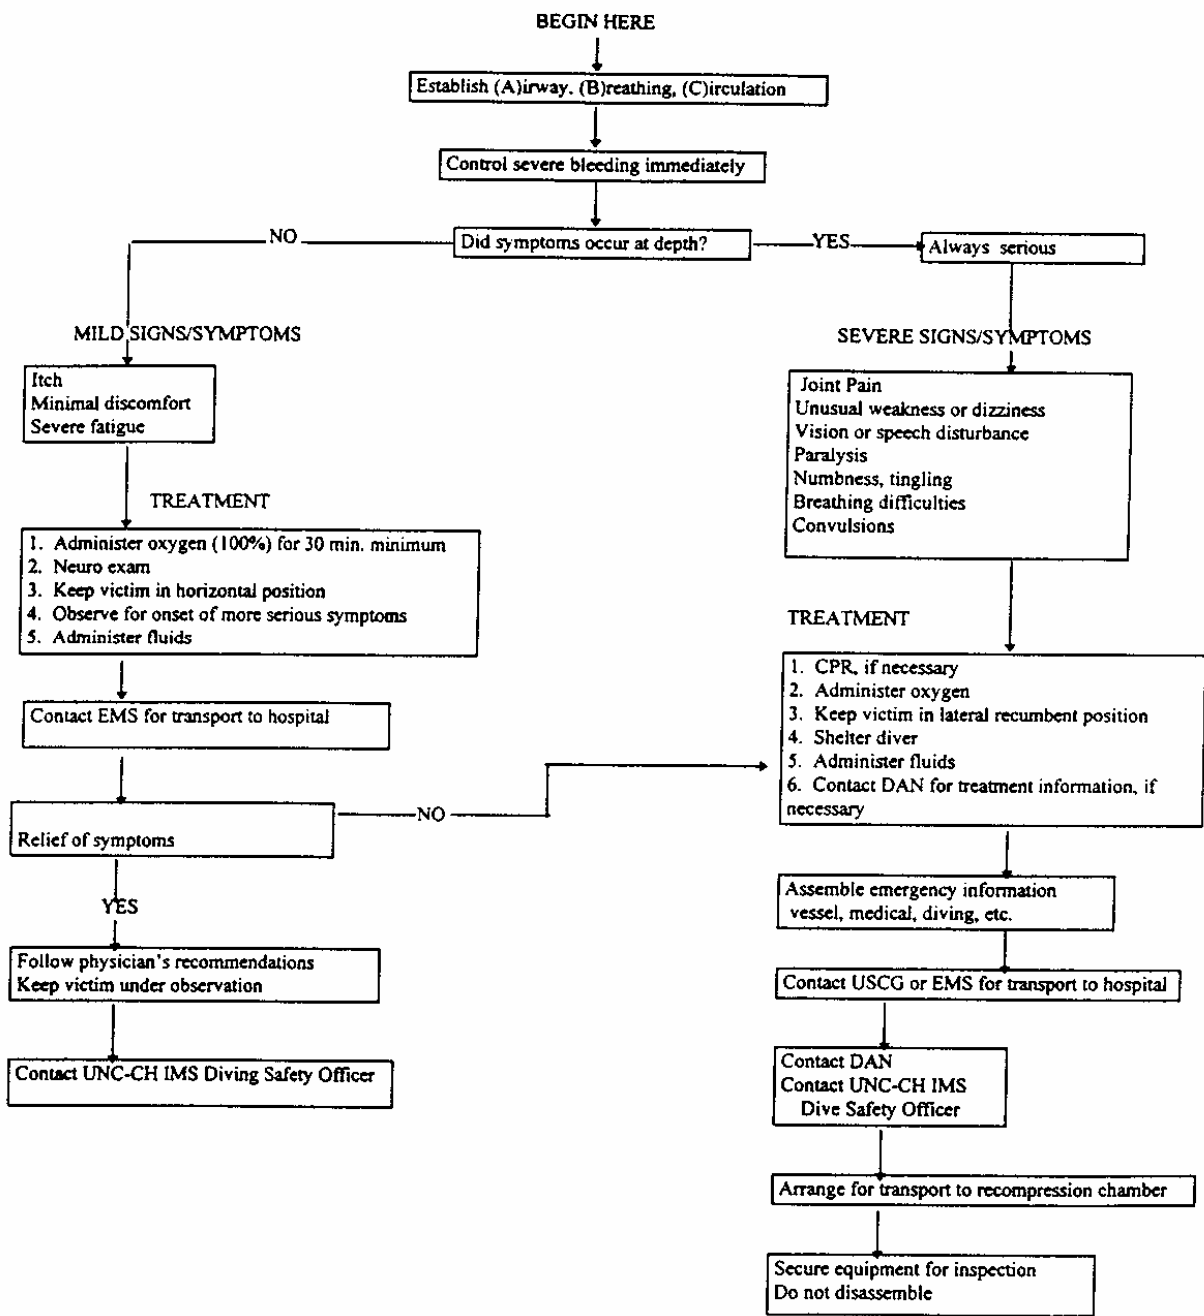 BEGIN HERE
Establish (A)irway. (B)reathing, (C)irculation
Control severe bleeding immediately
Did symptoms occur at depth?
NO
YES
Always serious
MILD SIGNS/SYMPTOMS
Itch
Minimal discomfort
Severe fatigue
TREATMENT
1. Administer oxygen (100%) for 30 min. minimum
2. Neuro exam
3. Keep victim in horizontal position
4. Observe for onset of more serious symptoms
5. Administer fluids
Contact EMS for transport to hospital
Relief of symptoms
NO
YES
Follow physician's recommendations
Keep victim under observation
Contact UNC-CH IMS Diving Safety Officer
SEVERE SIGNS/SYMPTOMS
Joint Pain
Unusual weakness or dizziness
Vision or speech disturbance
Paralysis
Numbness, tingling
Breathing difficulties
Convulsions
TREATMENT
1. CPR, if necessary
2. Administer oxygen
3. Keep victim in lateral recumbent position
4. Shelter diver
5. Administer fluids
6. Contact DAN for treatment information, if
necessary
Assemble emergency information
vessel, medical, diving, etc.
Contact USCG or EMS for transport to hospital
Contact DAN
Contact UNC-CH IMS
Dive Safety Officer
Arrange for transport to recompression chamber
Secure equipment for inspection
Do not disassemble